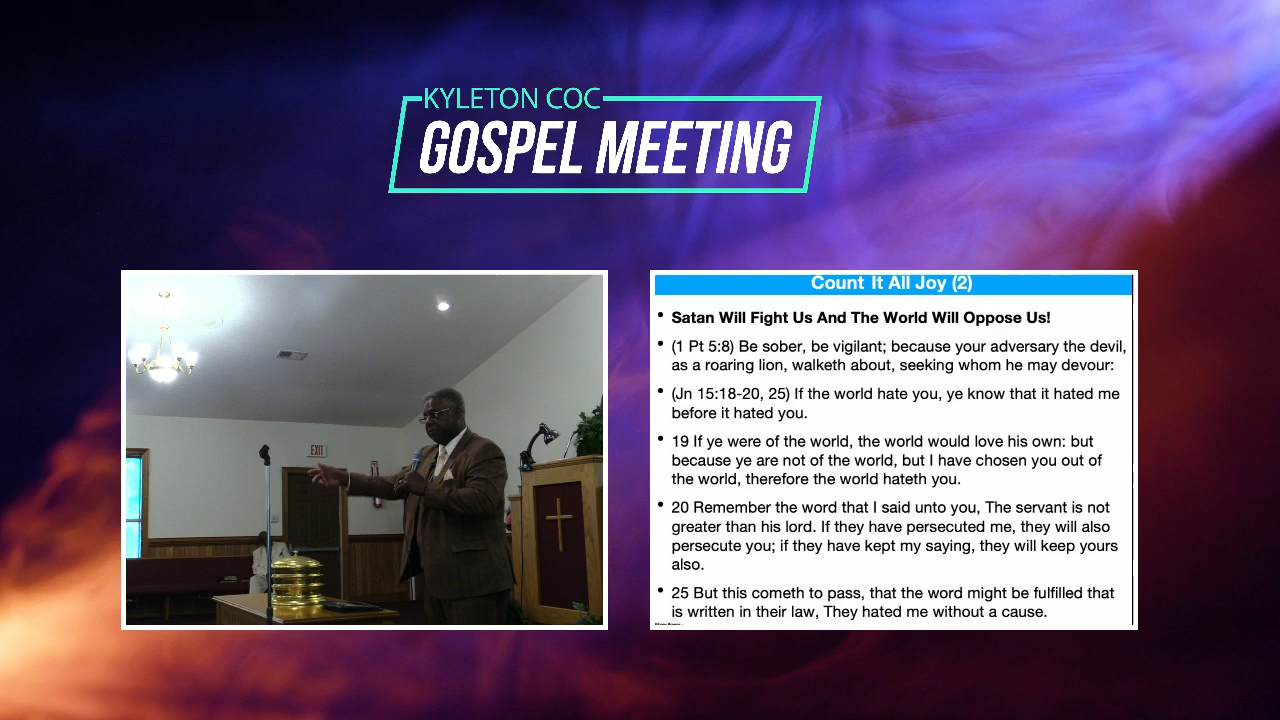 KYLETON COC
GOSPEL MEETING
EXIT
Count It All Joy (2)
• Satan Will Fight Us And The World Will Oppose Us!
• (1 Pt 5:8) Be sober, be vigilant; because your adversary the devil,
as a roaring lion, walketh about, seeking whom he may devour:
• (Jn 15:18-20, 25) If the world hate you, ye know that it hated me
before it hated you.
• 19 If ye were of the world, the world would love his own: but
because ye are not of the world, but I have chosen you out of
the world, therefore the world hateth you.
• 20 Remember the word that I said unto you, The servant is not
greater than his lord. If they have persecuted me, they will also
persecute you; if they have kept my saying, they will keep yours
also.
• 25 But this cometh to pass, that the word might be fulfilled that
is written in their law, They hated me without a cause.